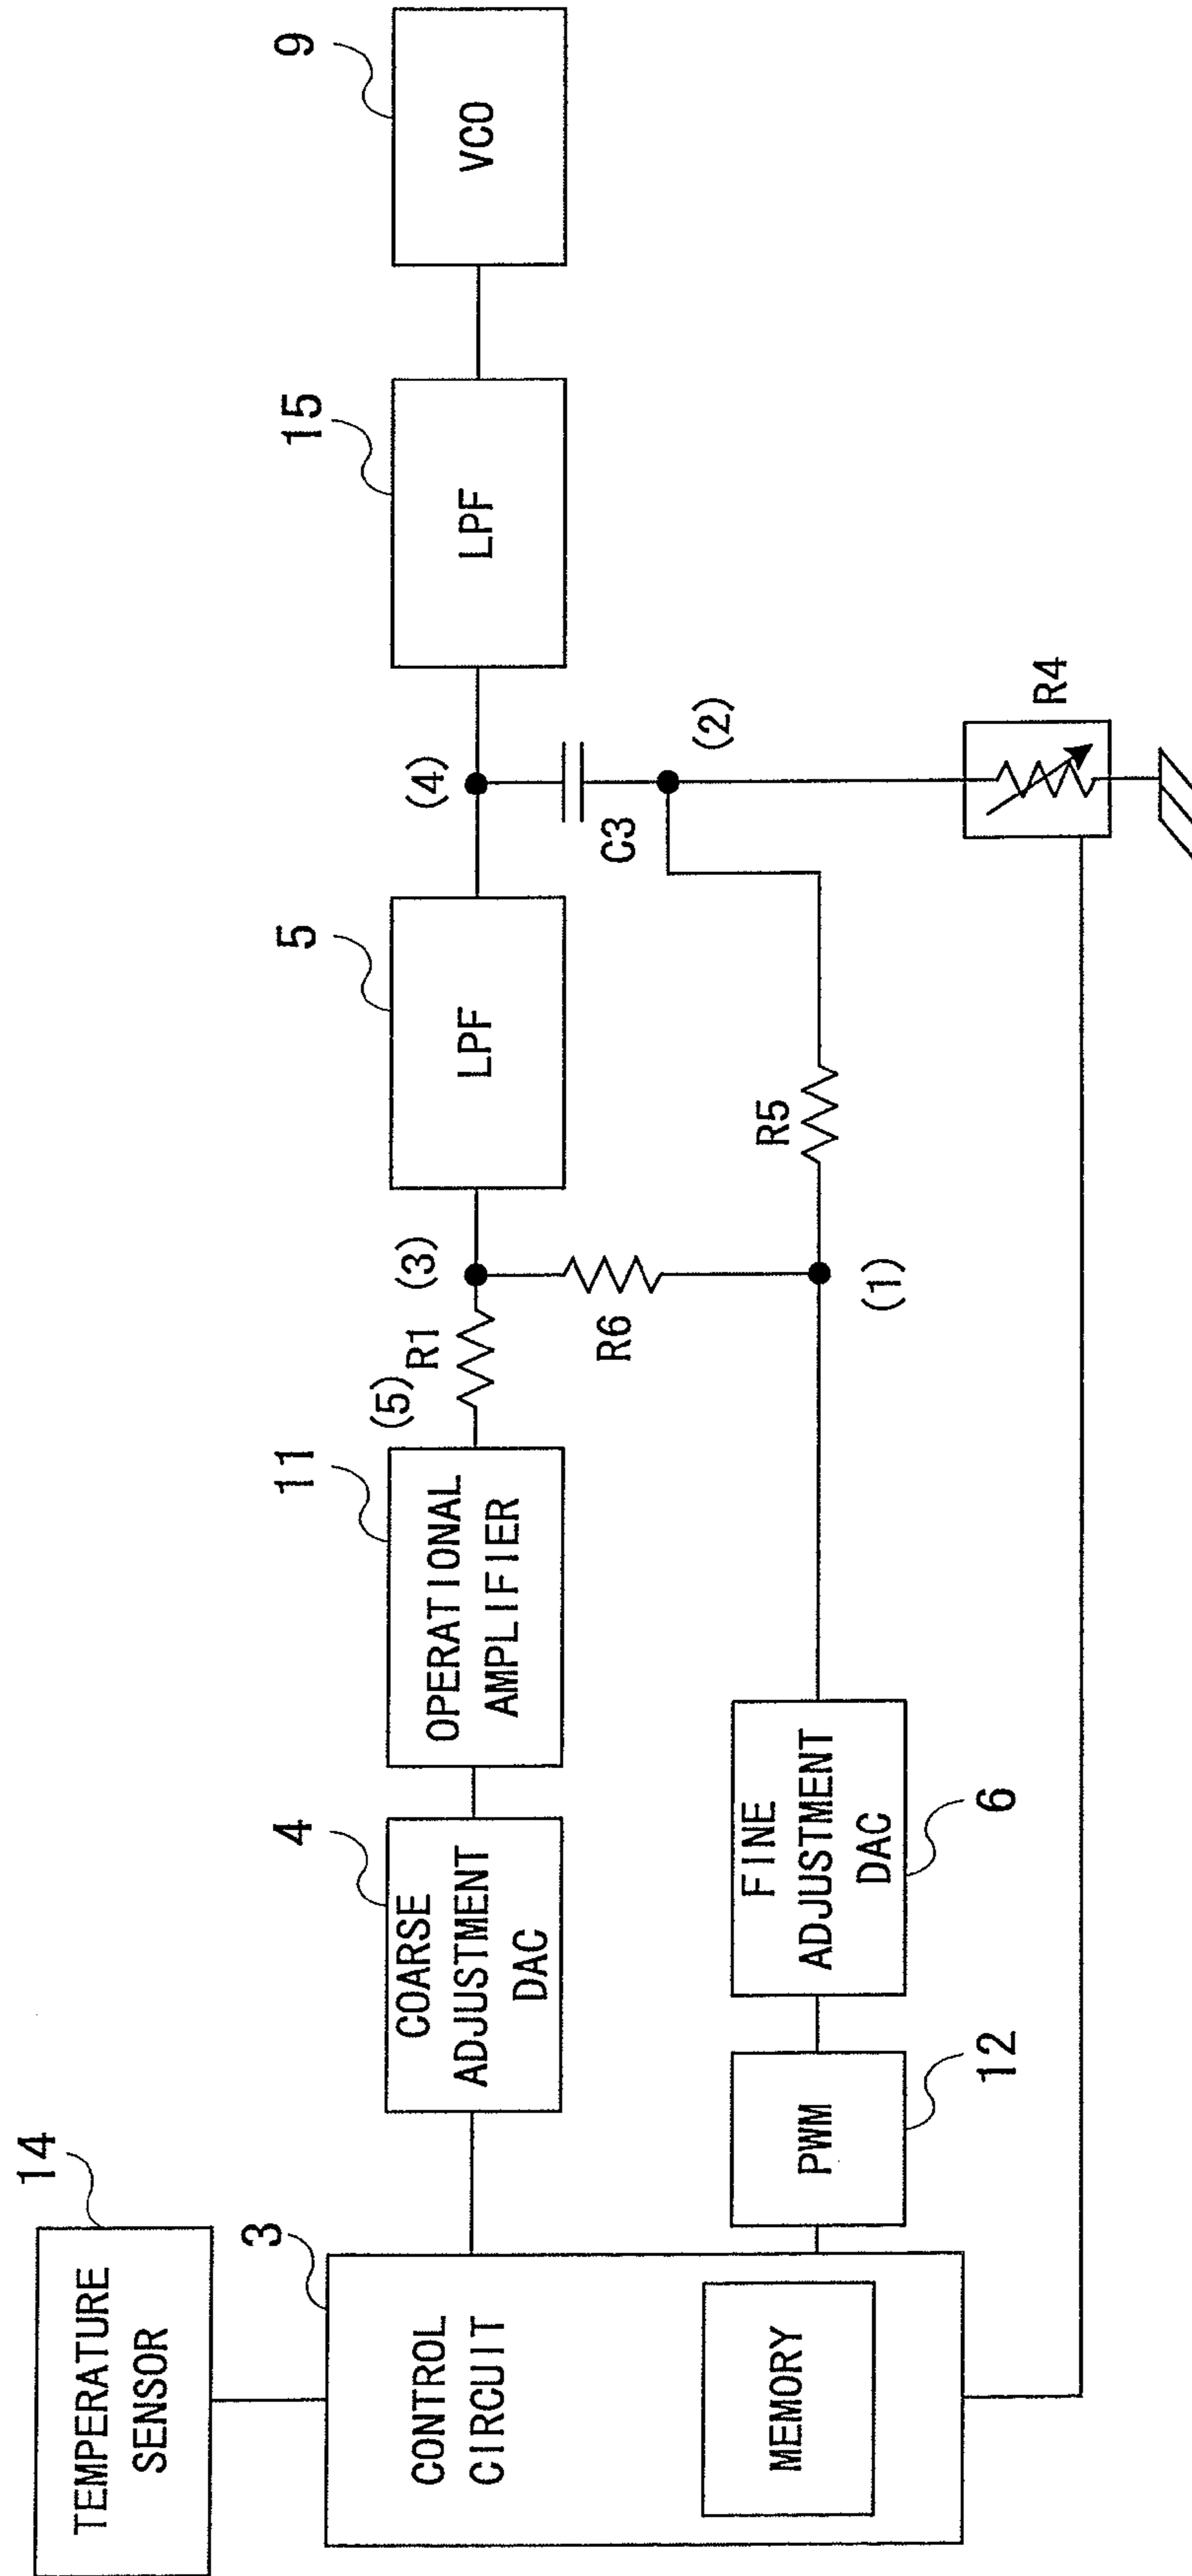 14
TEMPERATURE
SENSOR
3
CONTROL
CIRCUIT
MEMORY
4
COARSE
ADJUSTMENT
DAC
11
OPERATIONAL
AMPLIFIER
(5)
R1
(3)
5
LPF
(4)
15
LPF
9
VCO
12
PWM
6
FINE
ADJUSTMENT
DAC
R6
(1)
R5
C3
(2)
R4